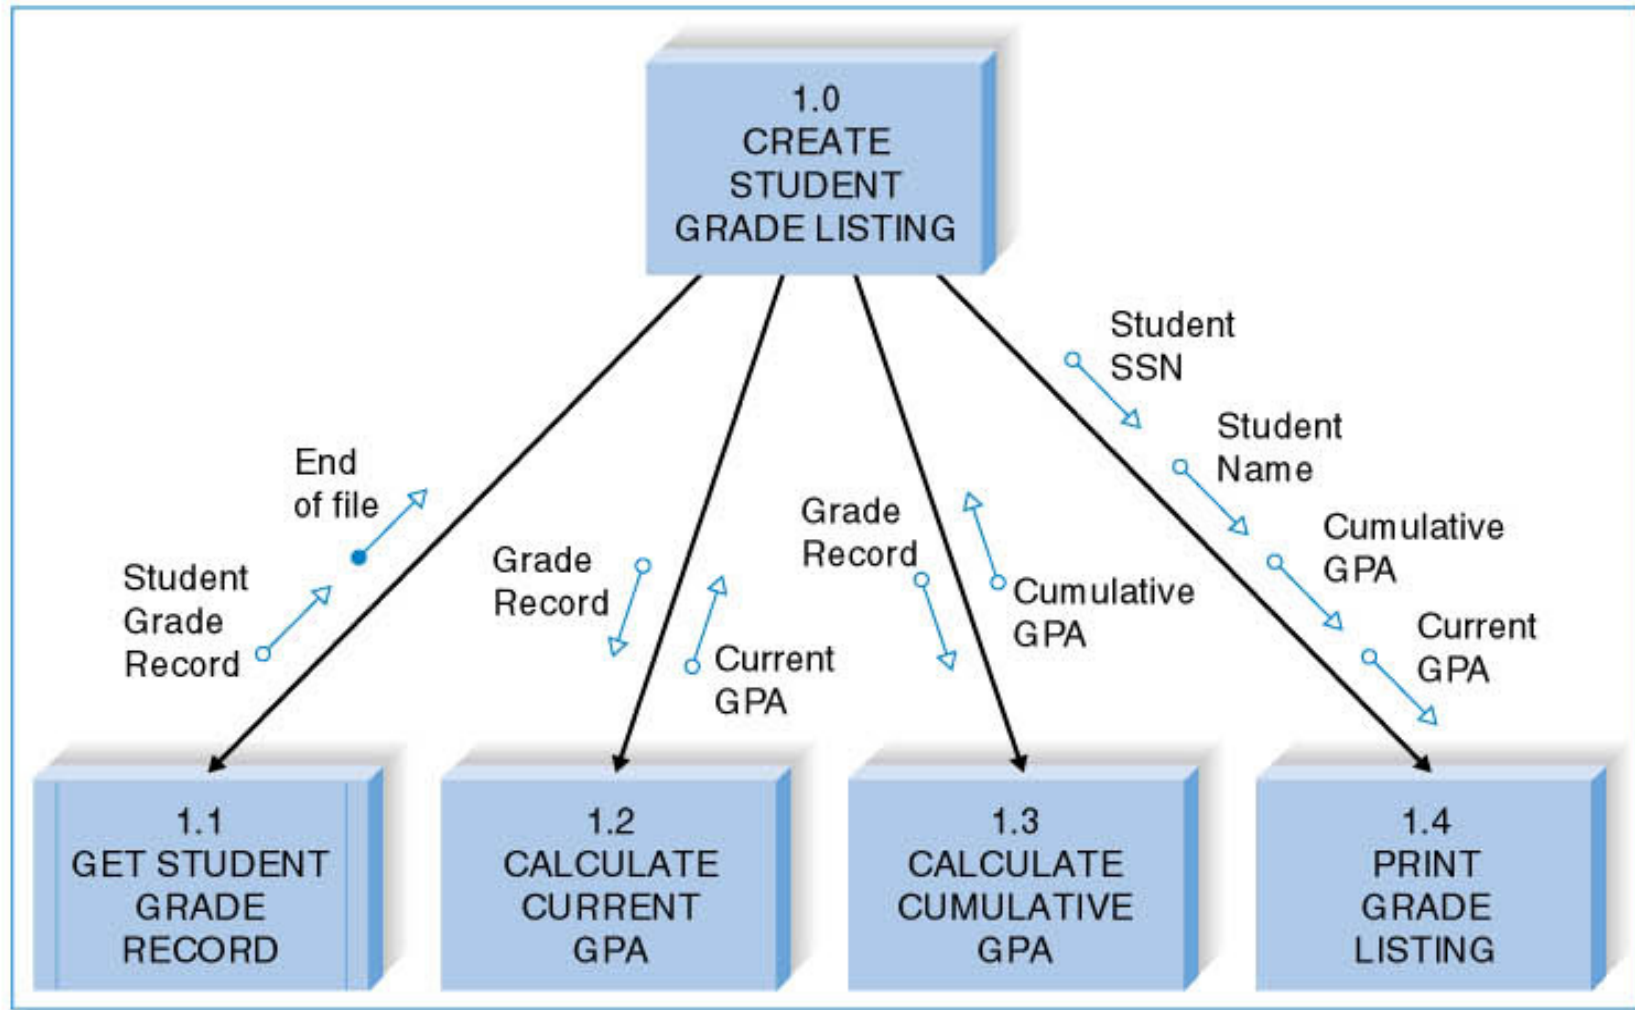 1.0
CREATE
STUDENT
GRADE LISTING
Student
SSN
Student
Name
Cumulative
GPA
Current
GPA
End
of file
Student
Grade
Record
Grade
Record
Current
GPA
Grade
Record
Cumulative
GPA
1.1
GET STUDENT
GRADE
RECORD
1.2
CALCULATE
CURRENT
GPA
1.3
CALCULATE
CUMULATIVE
GPA
1.4
PRINT
GRADE
LISTING